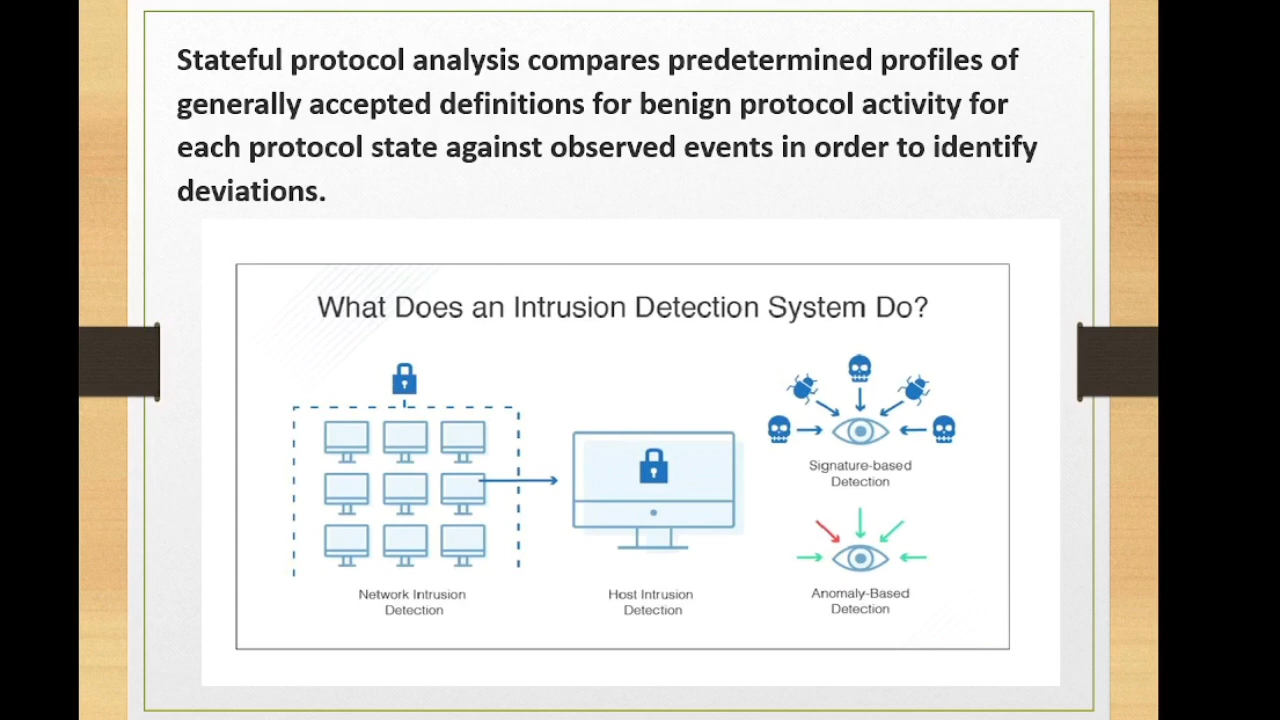 Stateful protocol analysis compares predetermined profiles of
generally accepted definitions for benign protocol activity for
each protocol state against observed events in order to identify
deviations.
What Does an Intrusion Detection System Do?
Signature-based
Detection
Network Intrusion
Detection
Host Intrusion
Detection
Anomaly-Based
Detection